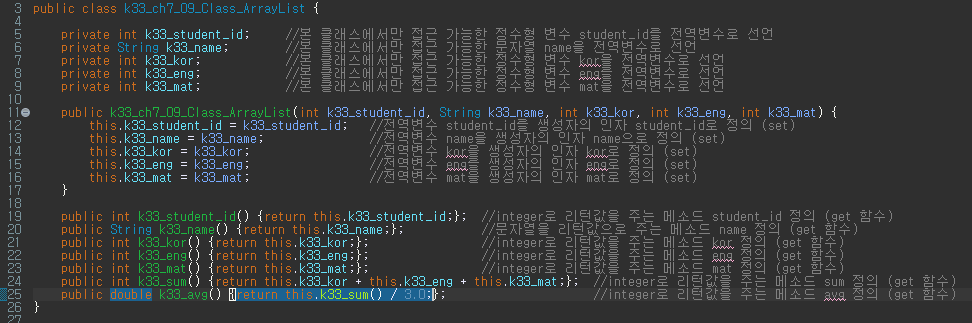 3 public class k33_ch7_09_Class_ArrayList {
4
5 private int k33_student_id; //본 클래스에서만 접근 가능한 정수형 변수 student_id를 전역변수로 선언
6 private String k33_name; //본 클래스에서만 접근 가능한 문자열 name을 전역변수로 선언
7 private int k33_kor; //본 클래스에서만 접근 가능한 정수형 변수 kor를 전역변수로 선언
8 private int k33_eng; //본 클래스에서만 접근 가능한 정수형 변수 eng를 전역변수로 선언
9 private int k33_mat; //본 클래스에서만 접근 가능한 정수형 변수 mat를 전역변수로 선언
10
11 public k33_ch7_09_Class_ArrayList(int k33_student_id, String k33_name, int k33_kor, int k33_eng, int k33_mat) {
12 this.k33_student_id = k33_student_id; //전역변수 student_id를 생성자의 인자 student_id로 정의 (set)
13 this.k33_name = k33_name; //전역변수 name을 생성자의 인자 name으로 정의 (set)
14 this.k33_kor = k33_kor; //전역변수 kor을 생성자의 인자 kor로 정의 (set)
15 this.k33_eng = k33_eng; //전역변수 eng을 생성자의 인자 eng로 정의 (set)
16 this.k33_mat = k33_mat; //전역변수 mat을 생성자의 인자 mat로 정의 (set)
17 }
18
19 public int k33_student_id() {return this.k33_student_id;}; //integer로 리턴값을 주는 메소드 student_id 정의 (get 함수)
20 public String k33_name() {return this.k33_name;}; //문자열을 리턴값으로 주는 메소드 name 정의 (get 함수)
21 public int k33_kor() {return this.k33_kor;}; //integer로 리턴값을 주는 메소드 kor 정의 (get 함수)
22 public int k33_eng() {return this.k33_eng;}; //integer로 리턴값을 주는 메소드 eng 정의 (get 함수)
23 public int k33_mat() {return this.k33_mat;}; //integer로 리턴값을 주는 메소드 mat 정의 (get 함수)
24 public int k33_sum() {return this.k33_kor + this.k33_eng + this.k33_mat;}; //integer로 리턴값을 주는 메소드 sum 정의 (get 함수)
25 public double k33_avg() {return this.k33_sum() / 3.0;}; //integer로 리턴값을 주는 메소드 avg 정의 (get 함수)
26 }
27